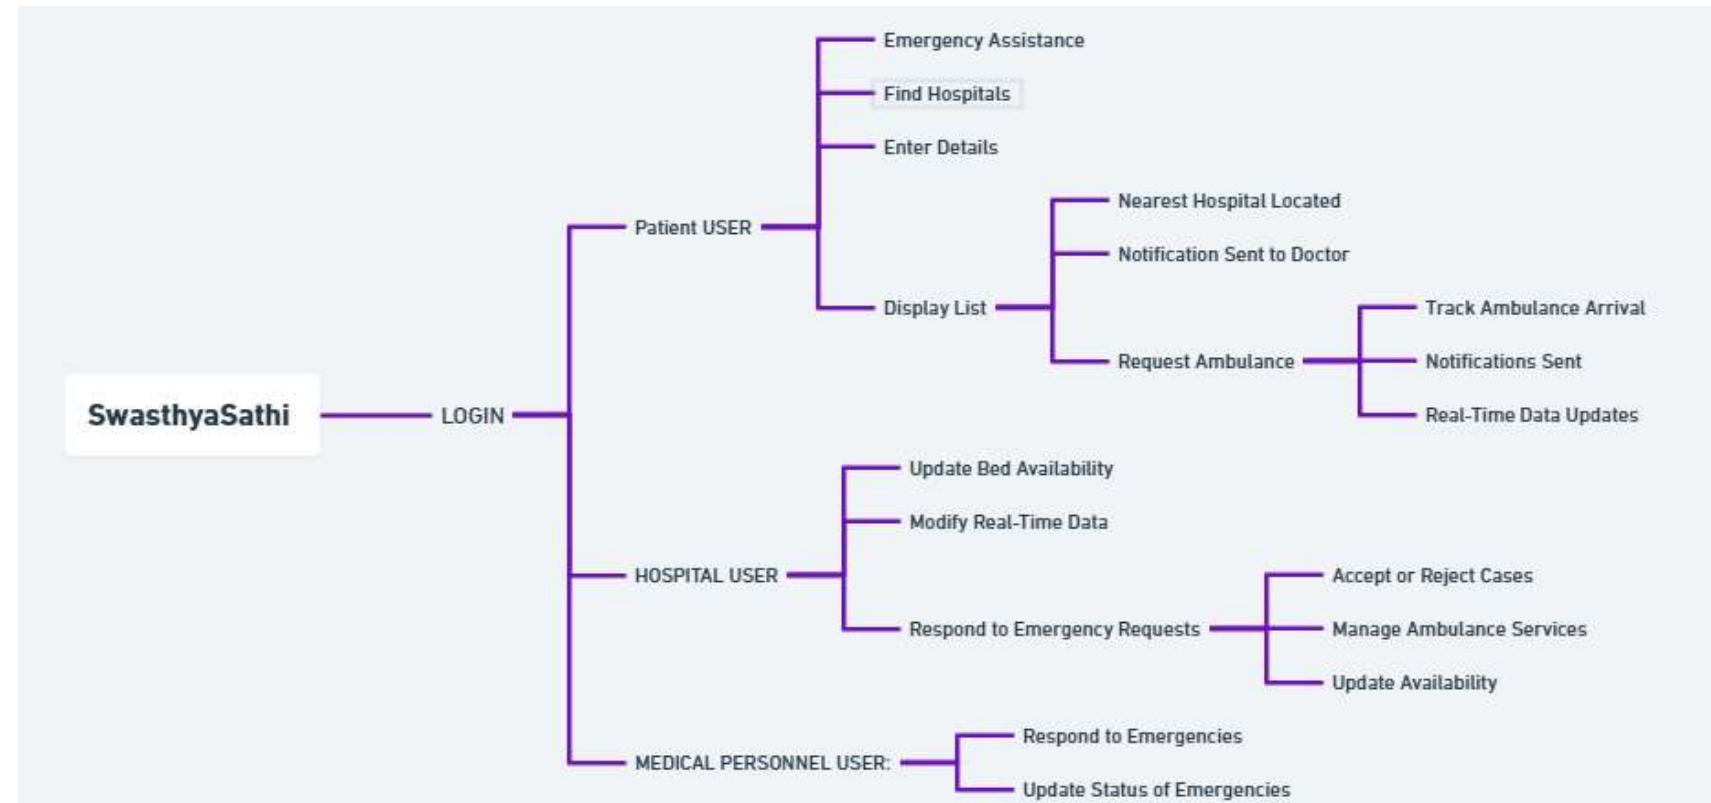 Emergency Assistance
Find Hospitals
Enter Details
Nearest Hospital Located
Patient USER
Notification Sent to Doctor
Display List
Track Ambulance Arrival
Request Ambulance
Notifications Sent
SwasthyaSathi
LOGIN
Real-Time Data Updates
Update Bed Availability
Modify Real-Time Data
HOSPITAL USER
Accept or Reject Cases
Respond to Emergency Requests
Manage Ambulance Services
Update Availability
Respond to Emergencies
MEDICAL PERSONNEL USER:
Update Status of Emergencies